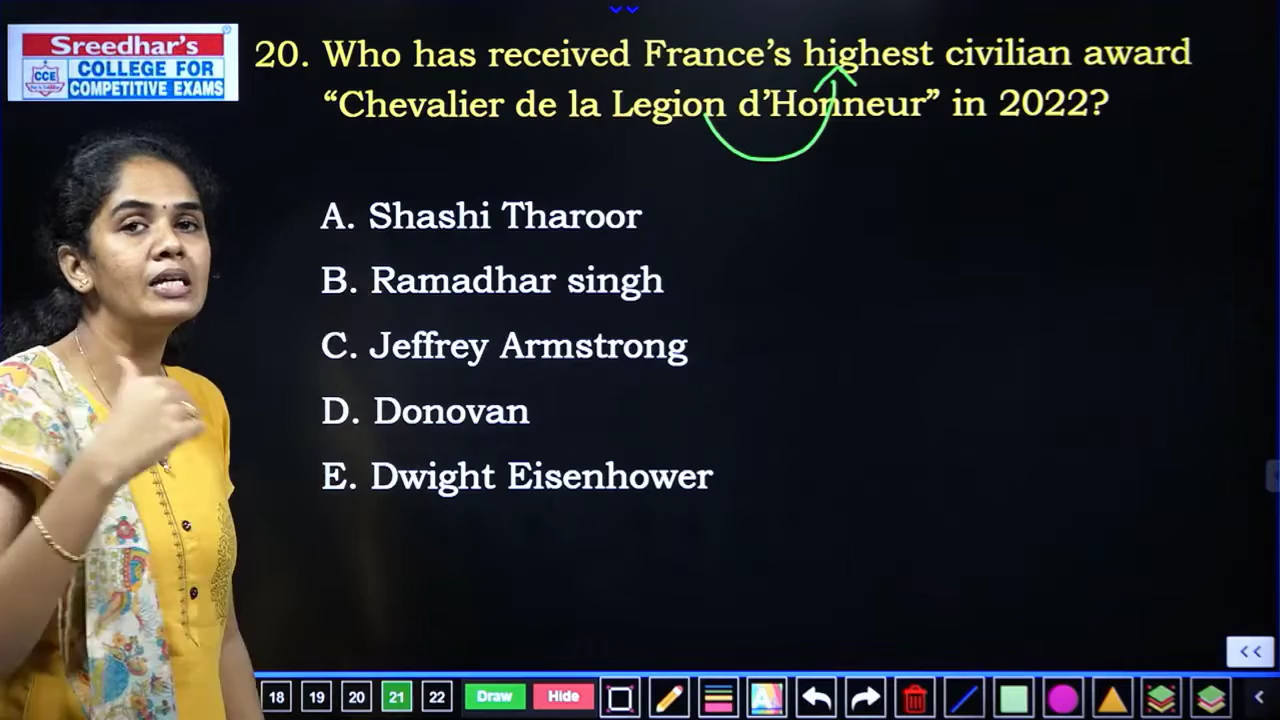 Sreedhar's
CCE
COLLEGE FOR
COMPETITIVE EXAMS
20. Who has received France's highest civilian award
"Chevalier de la Legion d'Honneur" in 2022?
A. Shashi Tharoor
B. Ramadhar singh
C. Jeffrey Armstrong
D. Donovan
E. Dwight Eisenhower
18 19 20 21 22 Draw Hide